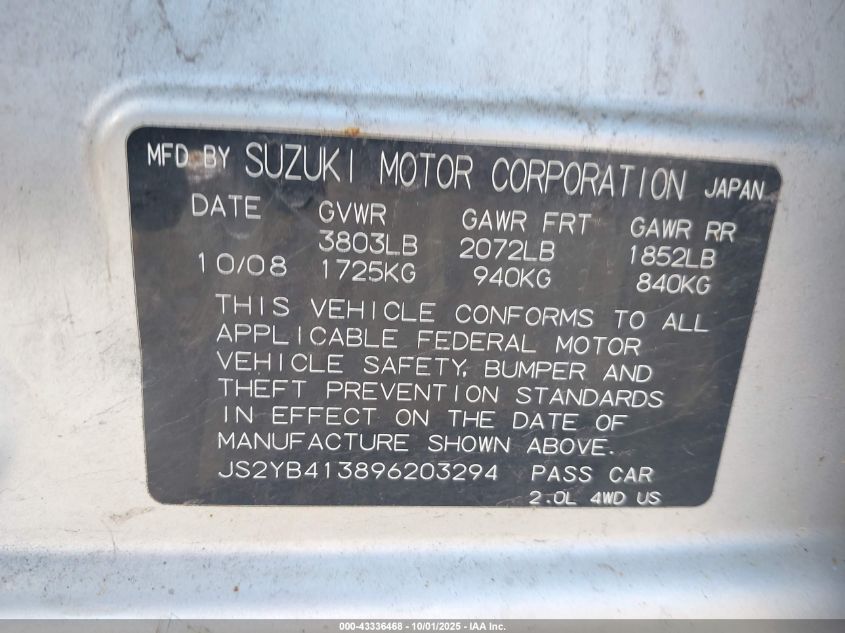 MFD BY SUZUKI MOTOR CORPORATION JAPAN
DATE GVWR GAWR FRT GAWR RR
3803LB 2072LB 1852LB
10/08 1725KG 940KG 840KG
THIS VEHICLE CONFORMS TO ALL
APPLICABLE FEDERAL MOTOR
VEHICLE SAFETY, BUMPER AND
THEFT PREVENTION STANDARDS
IN EFFECT ON THE DATE OF
MANUFACTURE SHOWN ABOVE.
JS2YB413896203294 PASS CAR
2.0L 4WD US
000-43336468 - 10/01/2025 - IAA Inc.